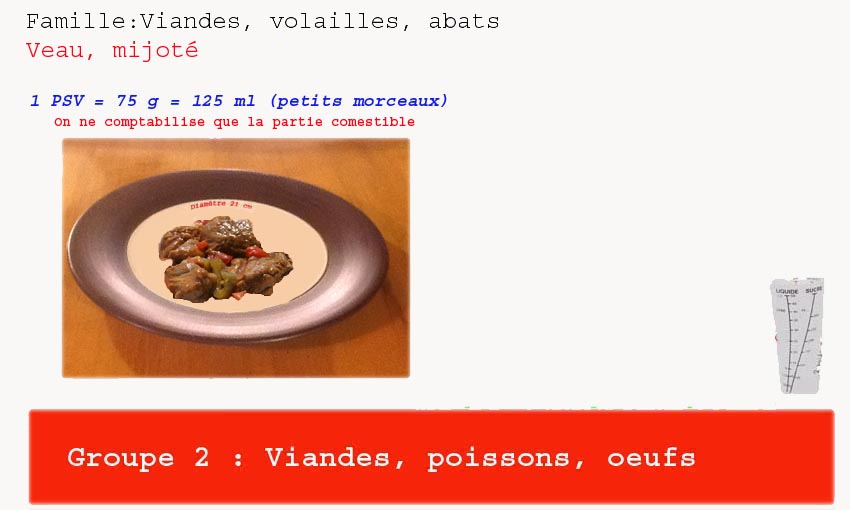 Famille:Viandes, volailles, abats
Veau, mijoté
1 PSV = 75 g = 125 ml (petits morceaux)
On ne comptabilise que la partie comestible
Diamètre 21 cm
LIQUIDE SUCRE
Groupe 2 : Viandes, poissons, oeufs